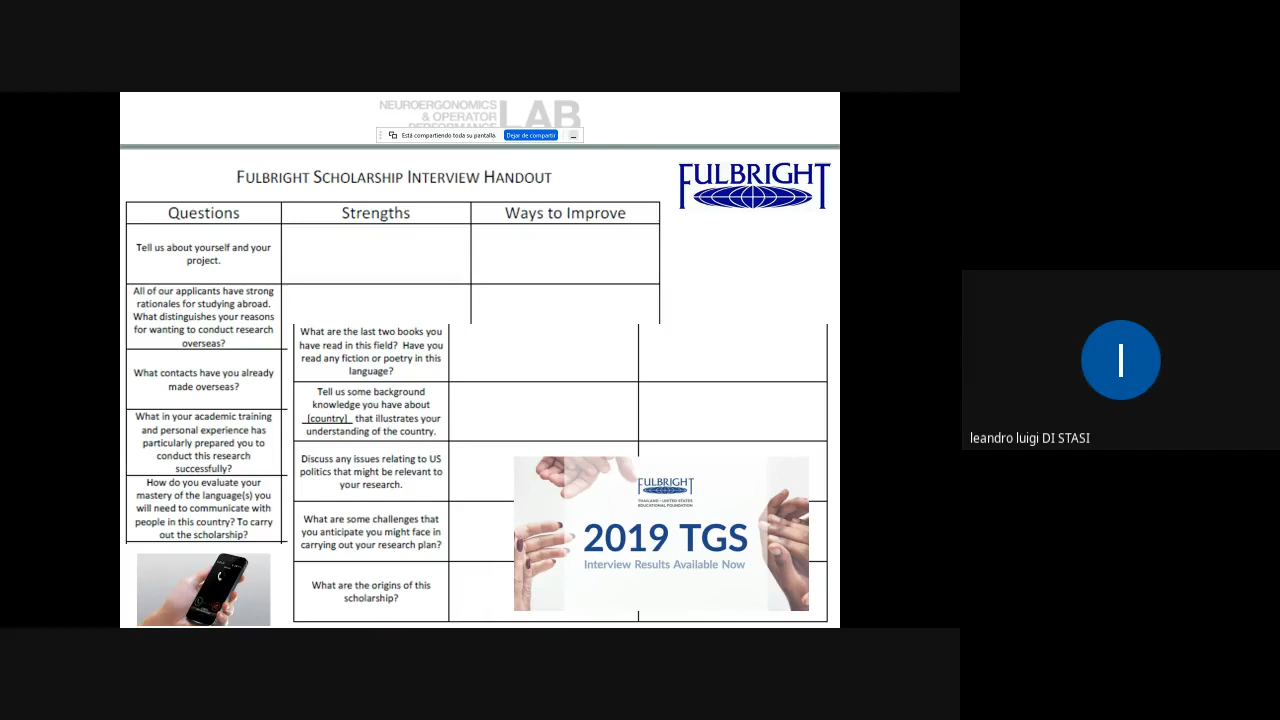 NEUROERGONOMICS
& OPERATOR
PERFORMANCE
LAB
Está compartiendo toda su pantalla.
Dejar de compartir
FULBRIGHT SCHOLARSHIP INTERVIEW HANDOUT
FULBRIGHT
Questions
Strengths
Ways to Improve
Tell us about yourself and your
project.
All of our applicants have strong
rationales for studying abroad.
What distinguishes your reasons
for wanting to conduct research
overseas?
What contacts have you already
made overseas?
What in your academic training
and personal experience has
particularly prepared you to
conduct this research
successfully?
How do you evaluate your
mastery of the language(s) you
will need to communicate with
people in this country? To carry
out the scholarship?
What are the last two books you
have read in this field? Have you
read any fiction or poetry in this
language?
Tell us some background
knowledge you have about
[country] that illustrates your
understanding of the country.
Discuss any issues relating to US
politics that might be relevant to
your research.
What are some challenges that
you anticipate you might face in
carrying out your research plan?
What are the origins of this
scholarship?
FULBRIGHT
THAILAND - UNITED STATES
EDUCATIONAL FOUNDATION
2019 TGS
Interview Results Available Now
l
leandro luigi DI STASI